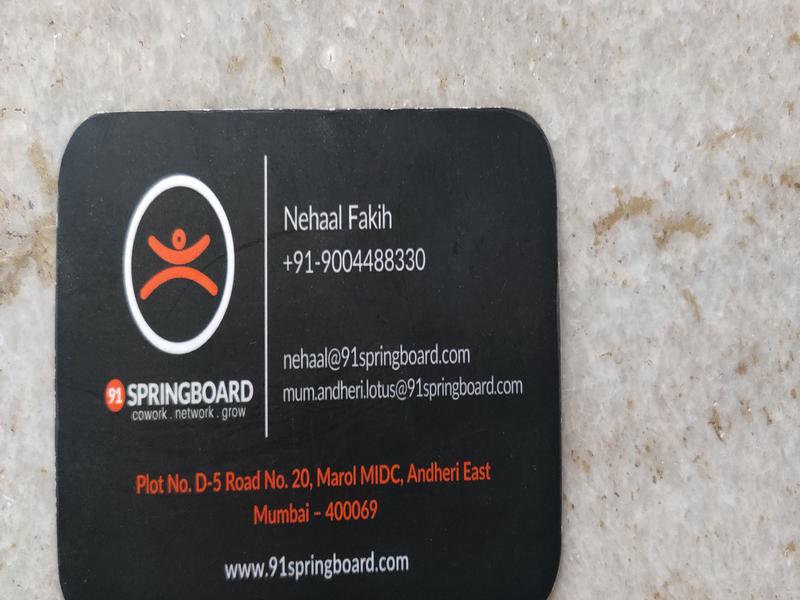 Nehaal Fakih
+91-9004488330
nehaal@91springboard.com
mum.andheri.lotus@91springboard.com
91 SPRINGBOARD
cowork . network . grow
Plot No. D-5 Road No. 20, Marol MIDC, Andheri East
Mumbai – 400069
www.91springboard.com